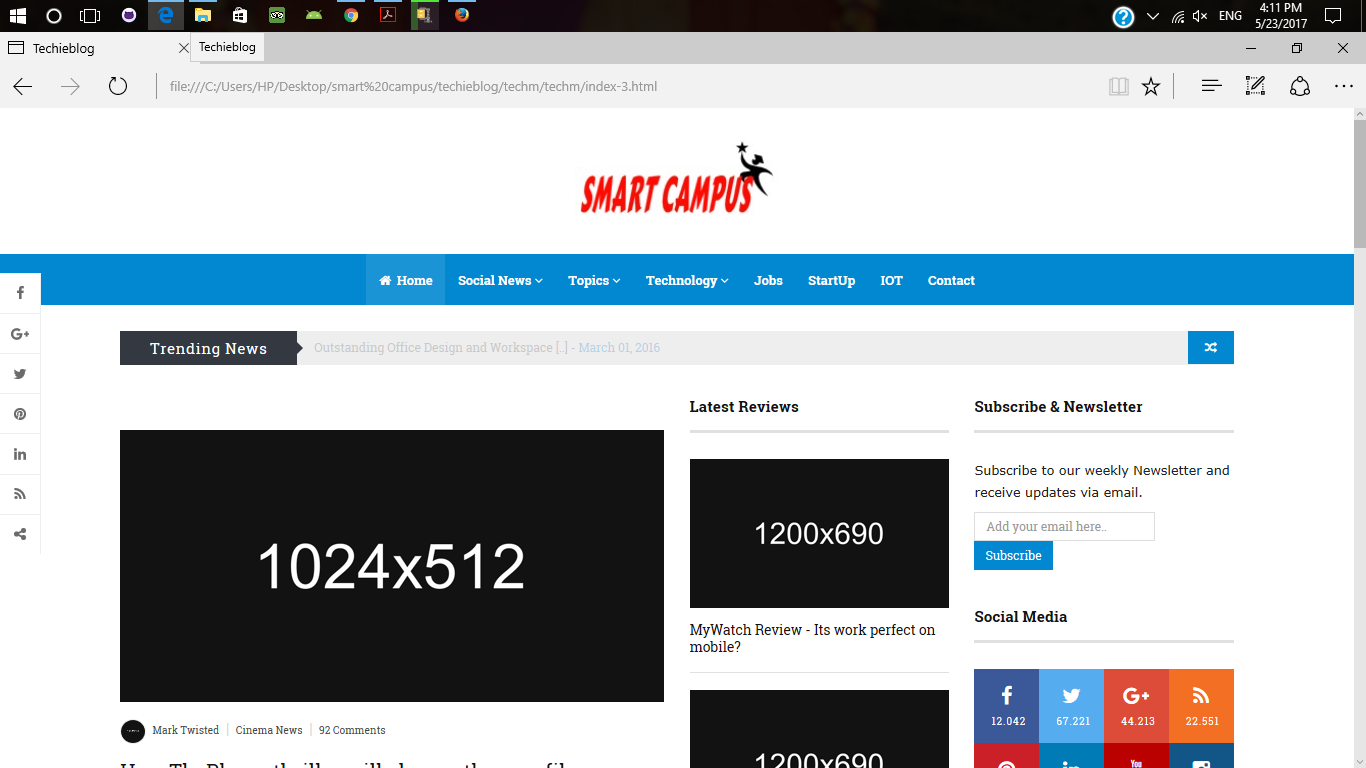 ENG
4:11 PM
5/23/2017
Techieblog
Techieblog
file:///C:/Users/HP/Desktop/smart%20campus/techieblog/techm/techm/index-3.html
SMART CAMPUS
Home Social News Topics Technology Jobs StartUp IOT Contact
Trending News
Outstanding Office Design and Workspace [..] - March 01, 2016
1024x512
Mark Twisted Cinema News 92 Comments
Latest Reviews
1200x690
MyWatch Review - Its work perfect on
mobile?
1200x690
Subscribe & Newsletter
Subscribe to our weekly Newsletter and
receive updates via email.
Add your email here..
Subscribe
Social Media
12.042 67.221 44.213 22.551
You